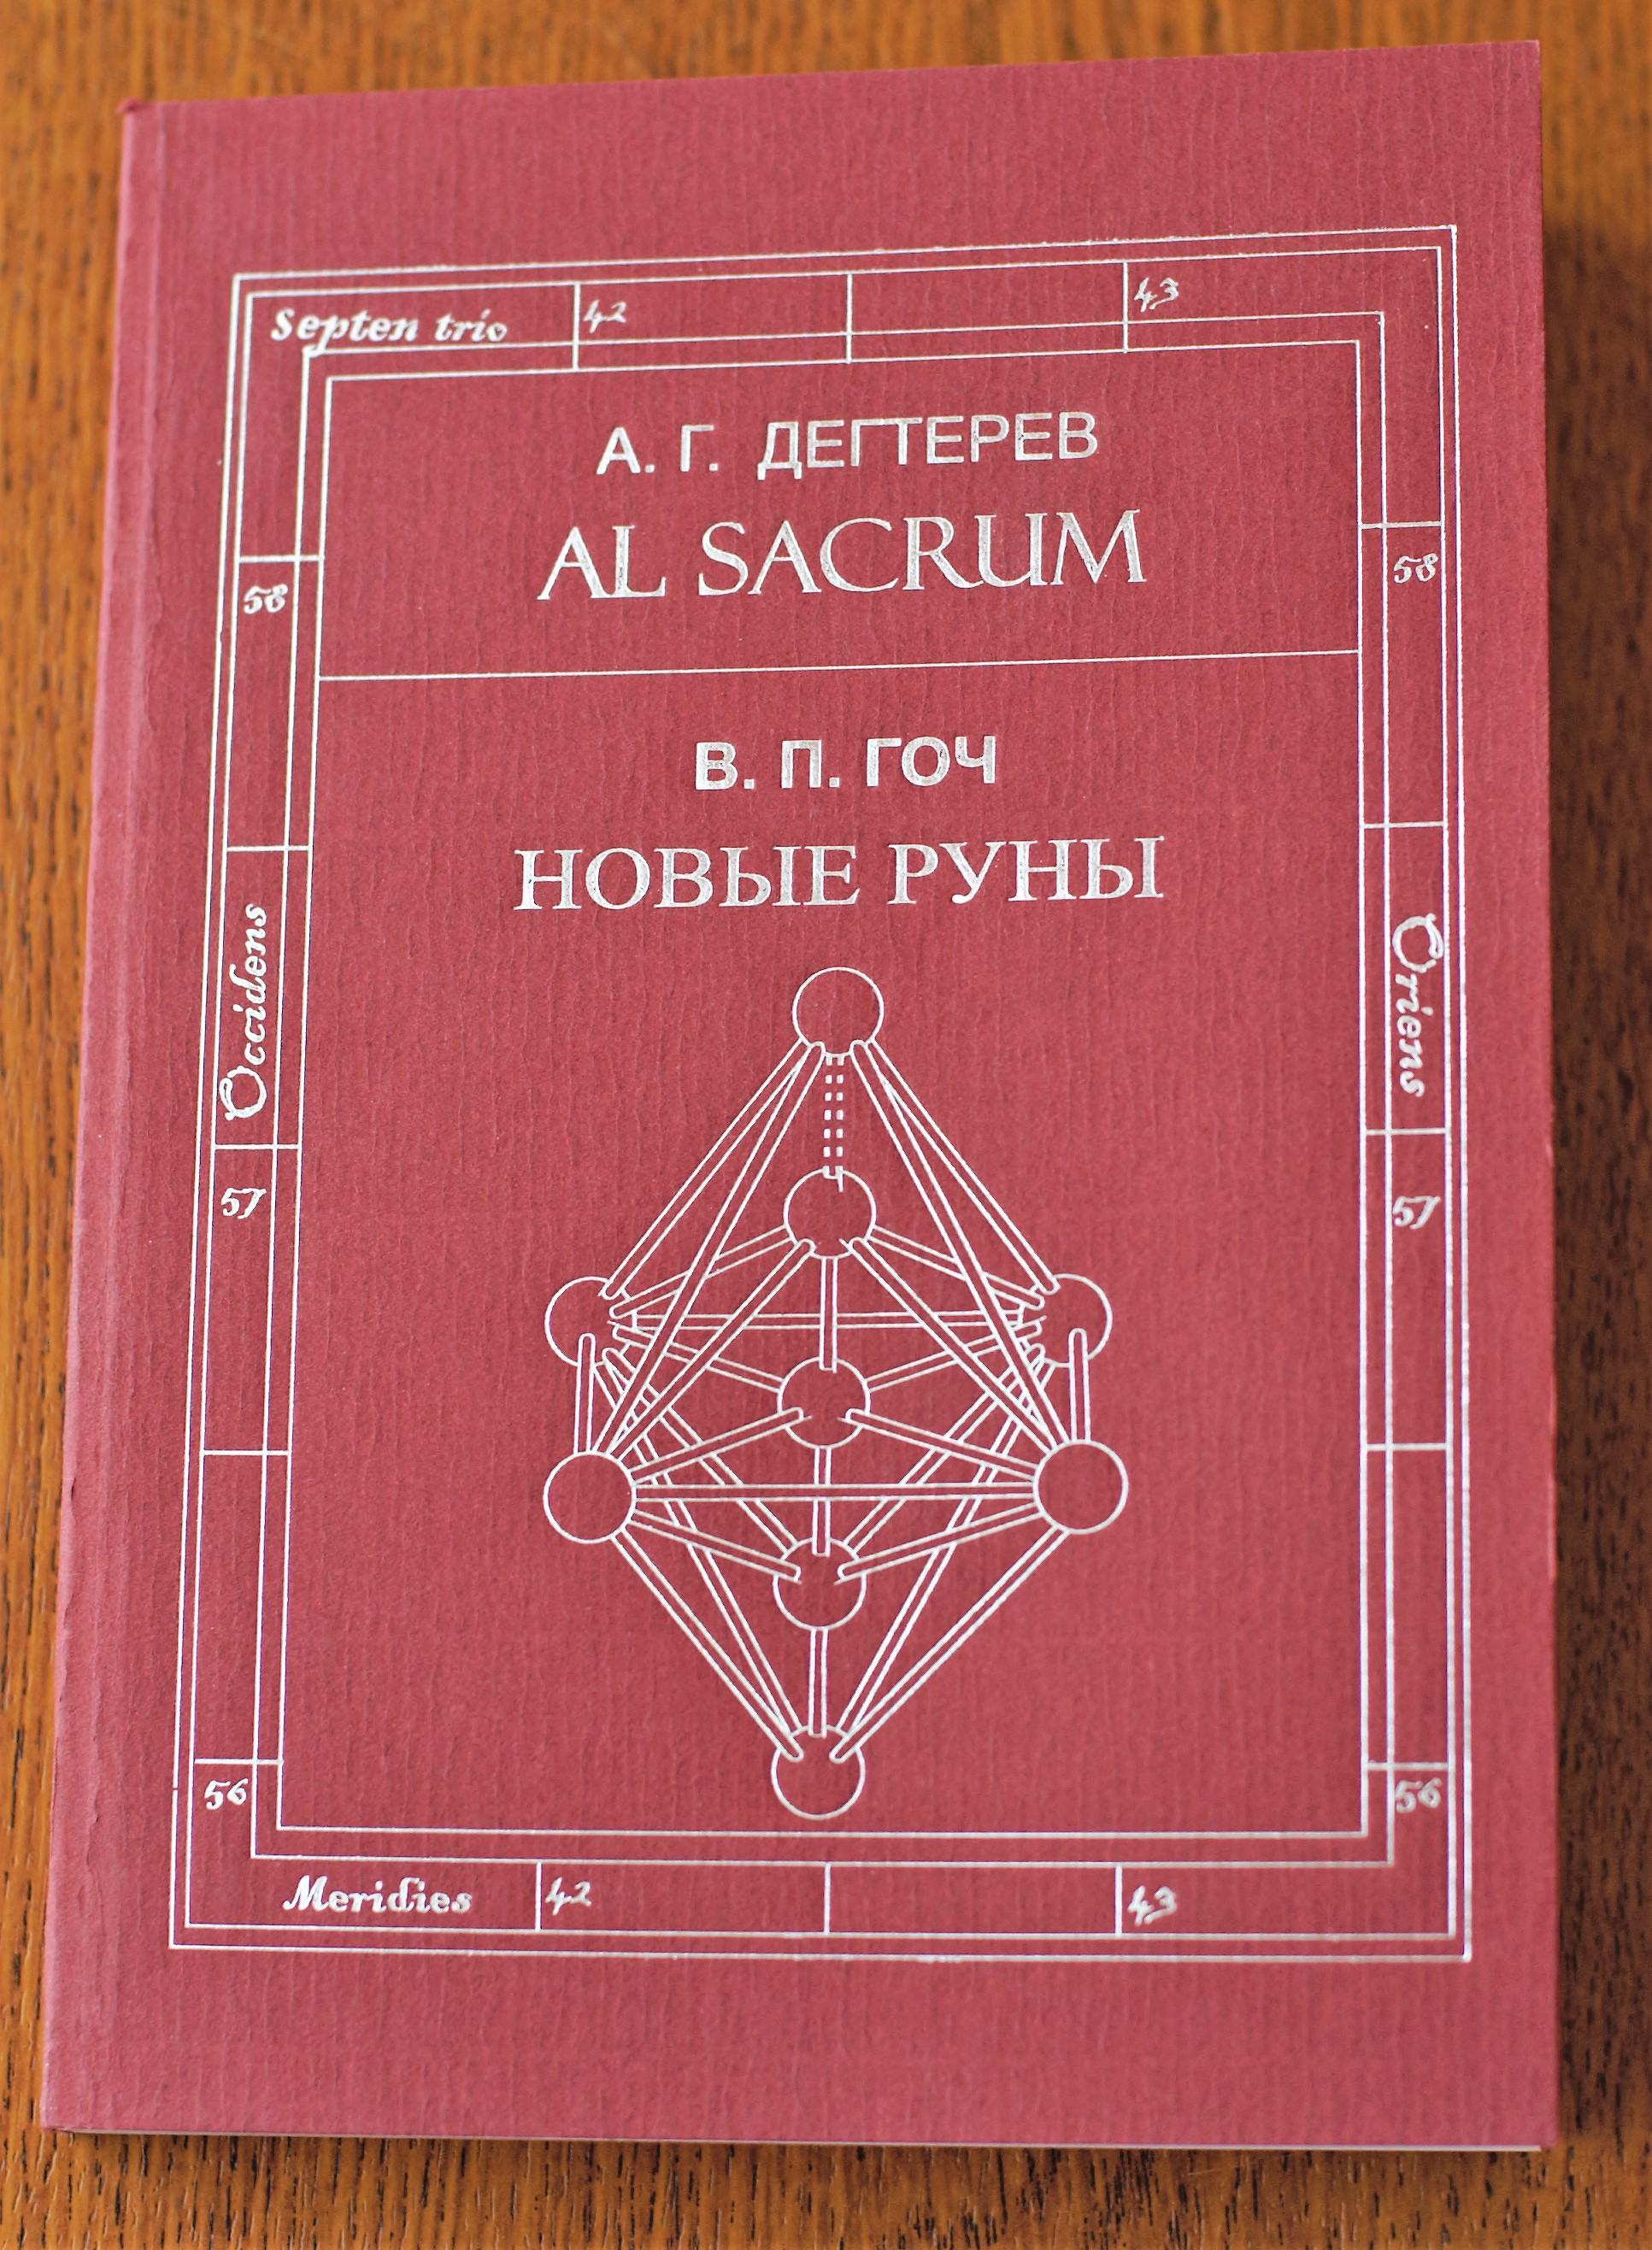 Septen trio 42 43
А. Г. ДЕГТЕРЕВ
AL SACRUM
58 58
В. П. ГОЧ
НОВЫЕ РУНЫ
Occidens Oriens
57 57
56 56
Meridies 42 43